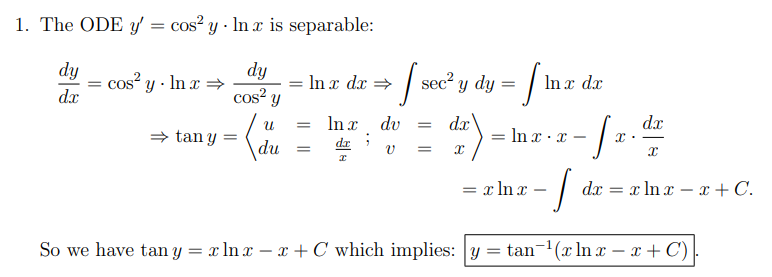 1. The ODE y′ = cos² y · ln x is separable:
dy/dx = cos² y · ln x ⇒ dy/cos² y = ln x dx ⇒ ∫ sec² y dy = ∫ ln x dx
⇒ tan y = ⟨ u = ln x ; dv = dx, du = dx/x ; v = x ⟩ = ln x · x − ∫ x · dx/x
= x ln x − ∫ dx = x ln x − x + C.
So we have tan y = x ln x − x + C which implies: y = tan⁻¹(x ln x − x + C).